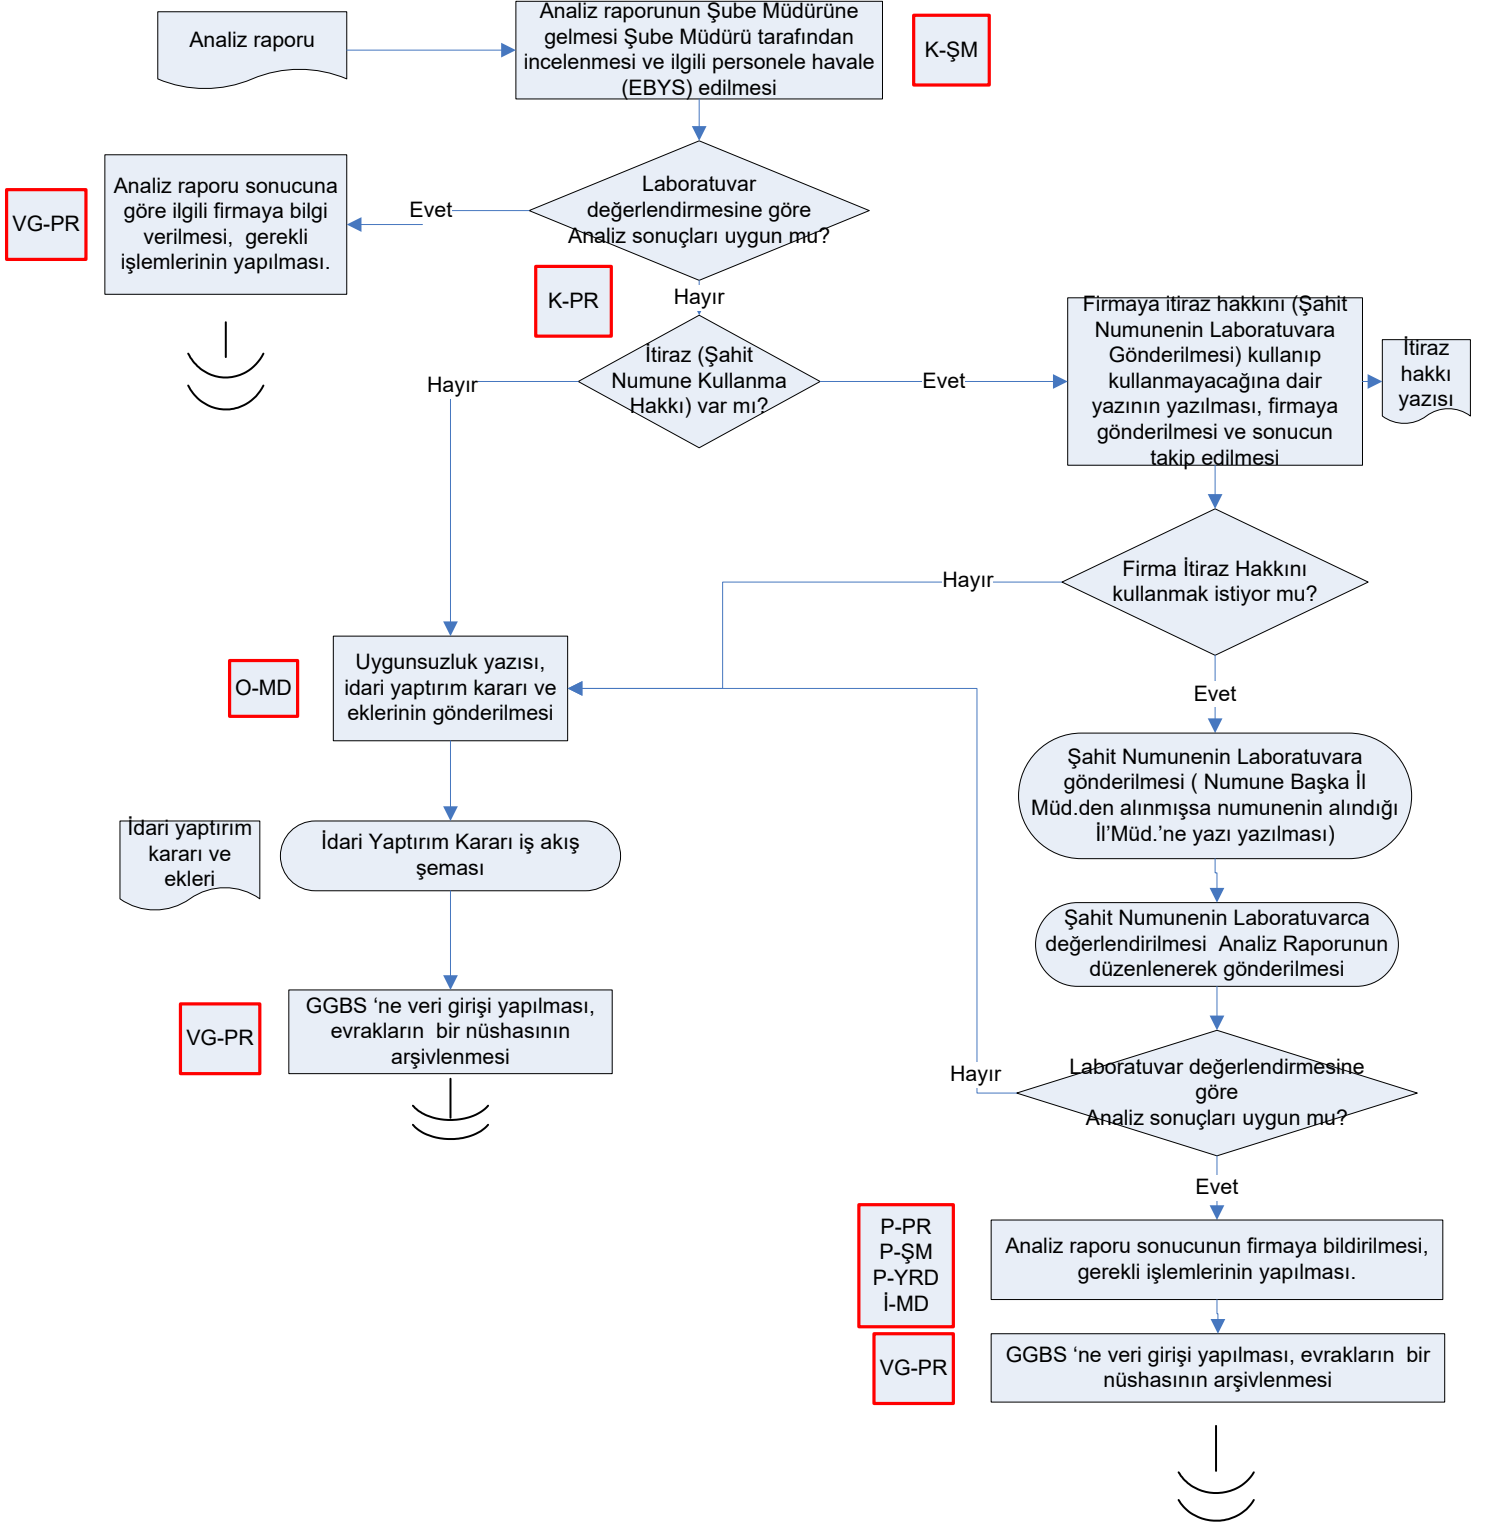 Analiz raporu
Analiz raporunun Şube Müdürüne
gelmesi Şube Müdürü tarafından
incelenmesi ve ilgili personele havale
(EBYS) edilmesi
K-ŞM
Laboratuvar
değerlendirmesine göre
Analiz sonuçları uygun mu?
Evet
Analiz raporu sonucuna
göre ilgili firmaya bilgi
verilmesi,  gerekli
işlemlerinin yapılması.
VG-PR
K-PR
Hayır
İtiraz (Şahit
Numune Kullanma
Hakkı) var mı?
Hayır
Evet
Firmaya itiraz hakkını (Şahit
Numunenin Laboratuvara
Gönderilmesi) kullanıp
kullanmayacağına dair
yazının yazılması, firmaya
gönderilmesi ve sonucun
takip edilmesi
İtiraz
hakkı
yazısı
Firma İtiraz Hakkını
kullanmak istiyor mu?
Hayır
Evet
O-MD
Uygunsuzluk yazısı,
idari yaptırım kararı ve
eklerinin gönderilmesi
Şahit Numunenin Laboratuvara
gönderilmesi ( Numune Başka İl
Müd.den alınmışsa numunenin alındığı
İl’Müd.’ne yazı yazılması)
İdari yaptırım
kararı ve
ekleri
İdari Yaptırım Kararı iş akış
şeması
Şahit Numunenin Laboratuvarca
değerlendirilmesi  Analiz Raporunun
düzenlenerek gönderilmesi
VG-PR
GGBS ‘ne veri girişi yapılması,
evrakların  bir nüshasının
arşivlenmesi
Hayır
Laboratuvar değerlendirmesine
göre
Analiz sonuçları uygun mu?
Evet
P-PR
P-ŞM
P-YRD
İ-MD
Analiz raporu sonucunun firmaya bildirilmesi,
gerekli işlemlerinin yapılması.
VG-PR
GGBS ‘ne veri girişi yapılması, evrakların  bir
nüshasının arşivlenmesi